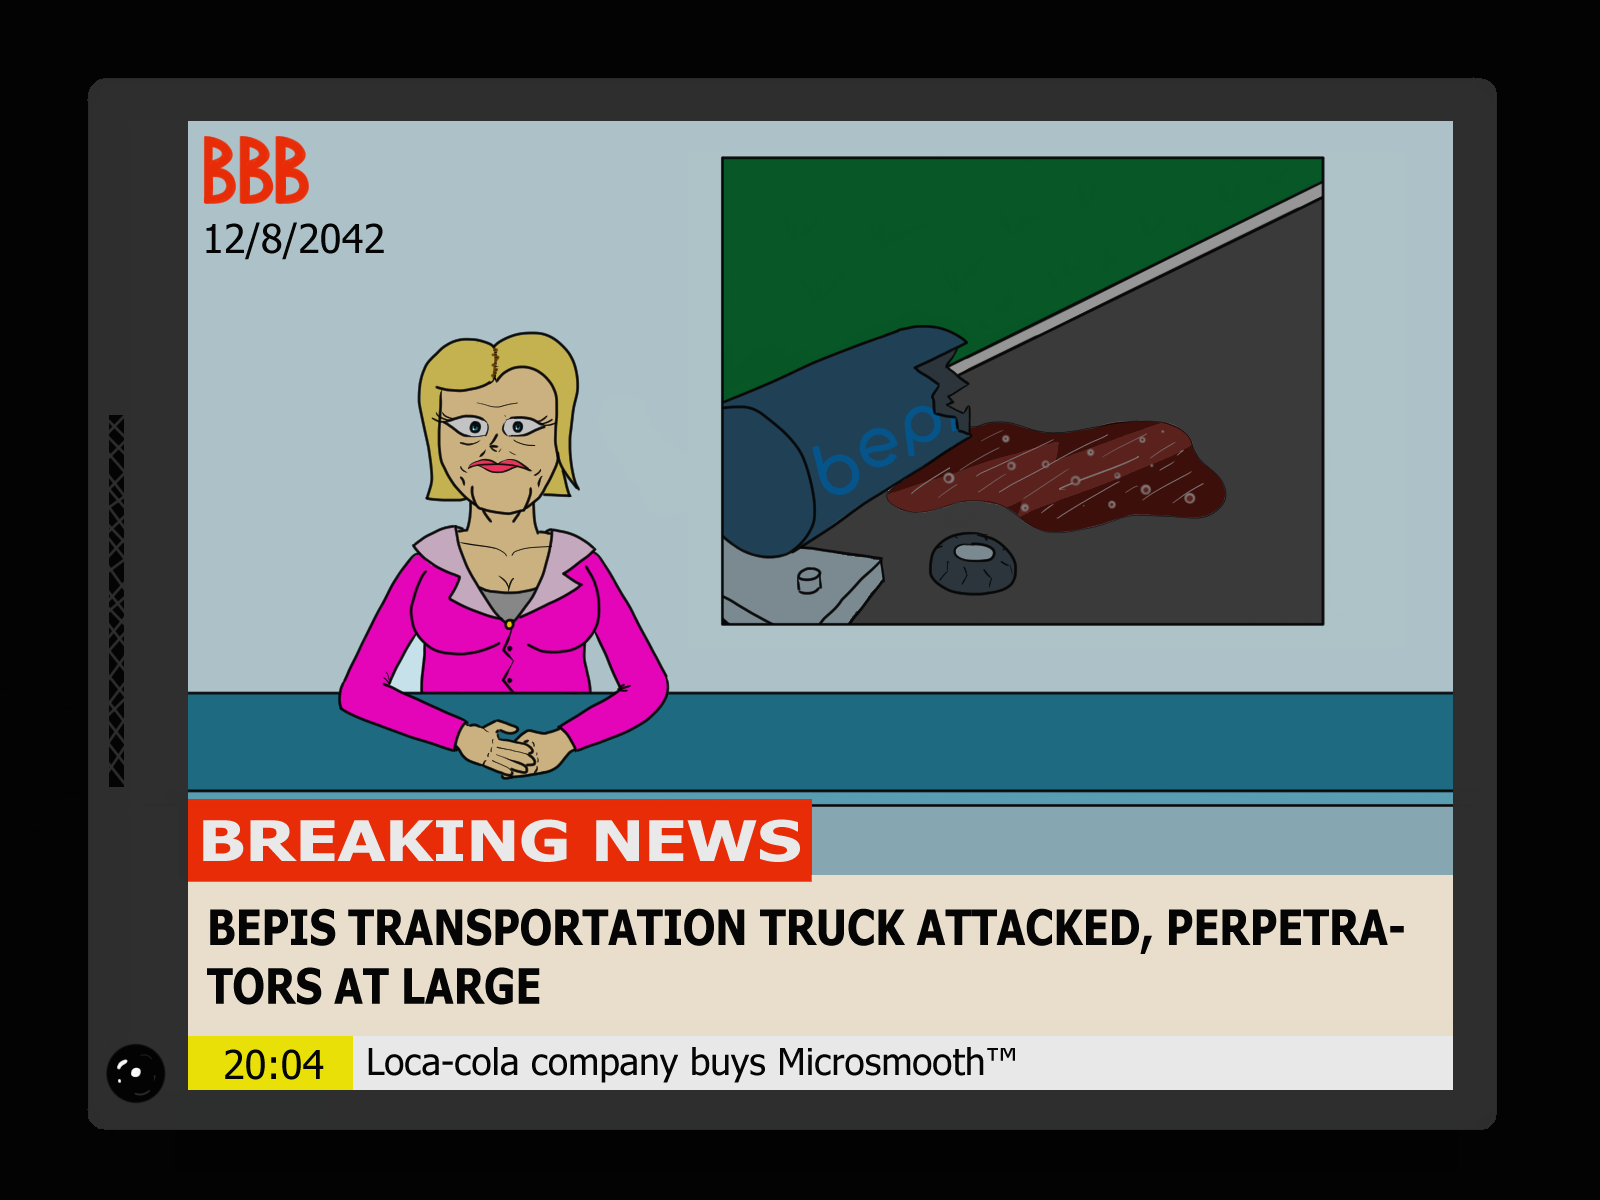 BBB
12/8/2042
bepi
BREAKING NEWS
BEPIS TRANSPORTATION TRUCK ATTACKED, PERPETRA-
TORS AT LARGE
20:04 Loca-cola company buys Microsmooth™